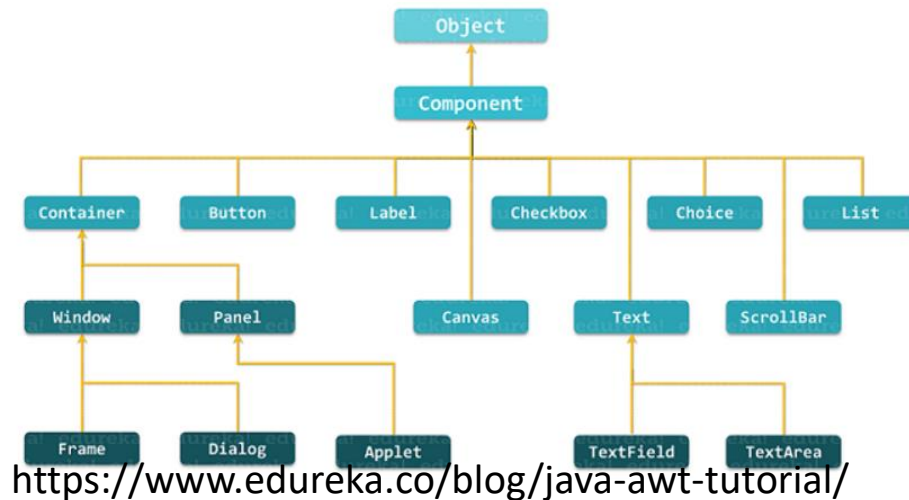 Object
Component
Container Button Label Checkbox Choice List
Window Panel Canvas Text ScrollBar
Frame Dialog Applet TextField TextArea
https://www.edureka.co/blog/java-awt-tutorial/